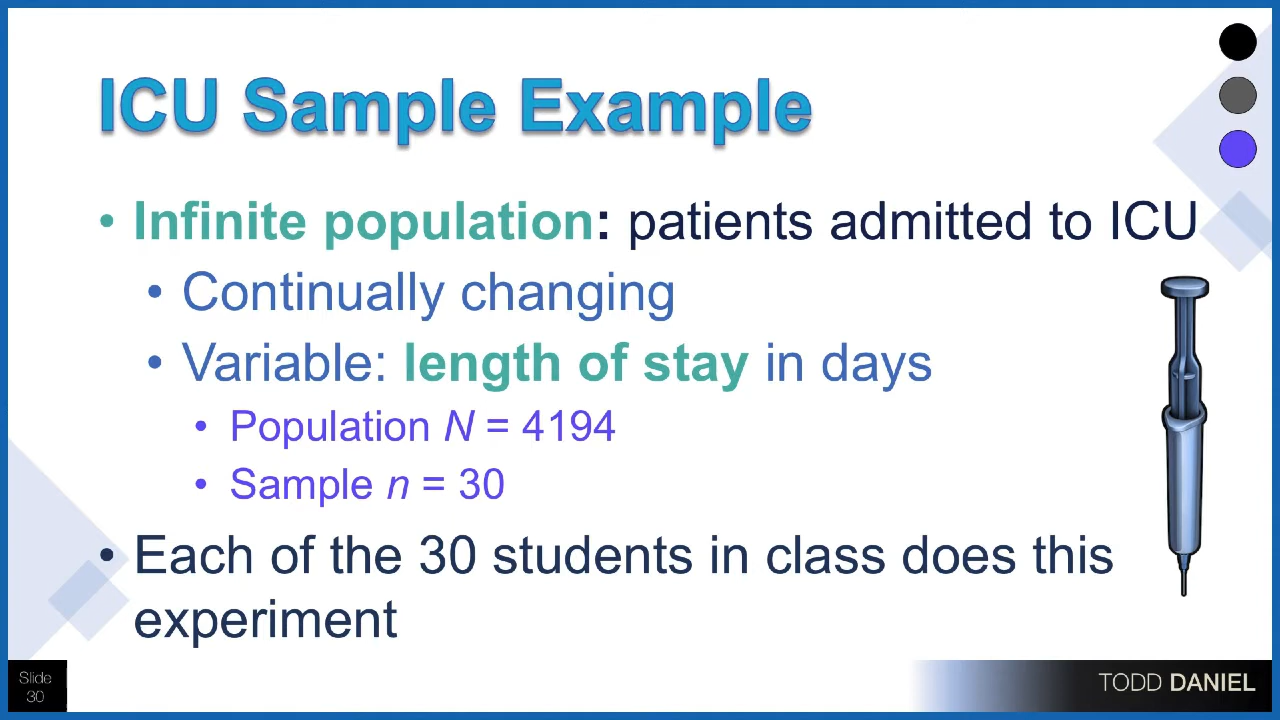 ICU Sample Example
• Infinite population: patients admitted to ICU
• Continually changing
• Variable: length of stay in days
• Population N = 4194
• Sample n = 30
• Each of the 30 students in class does this
experiment
Slide
30
TODD DANIEL